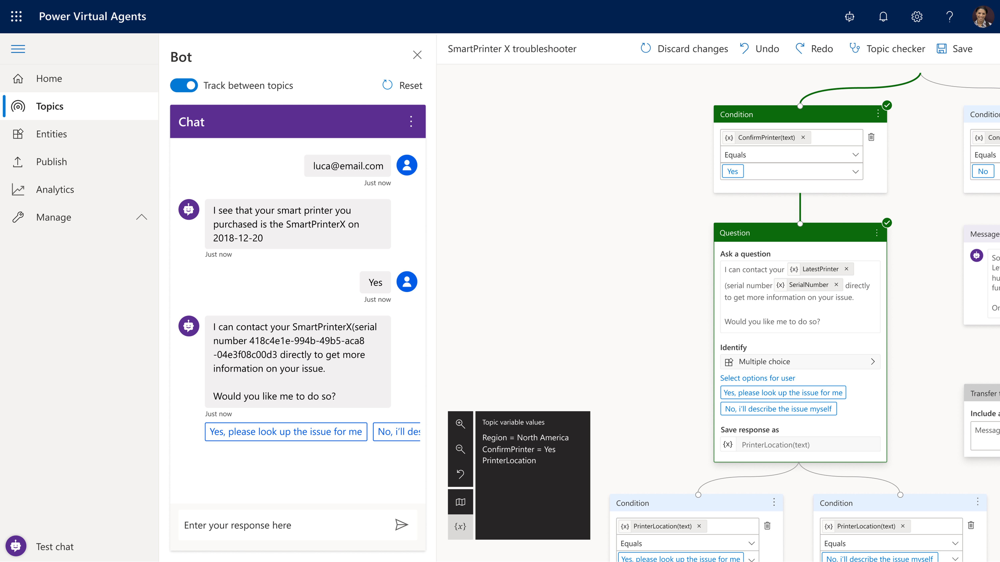 Power Virtual Agents
Home
Topics
Entities
Publish
Analytics
Manage
Test chat
Bot
Track between topics
Reset
Chat
luca@email.com
Just now
I see that your smart printer you
purchased is the SmartPrinterX on
2018-12-20
Just now
Yes
Just now
I can contact your SmartPrinterX(serial
number 418c4e1e-994b-49b5-aca8
-04e3f08c00d3 directly to get more
information on your issue.
Would you like me to do so?
Just now
Yes, please look up the issue for me
No, i'll des
Enter your response here
SmartPrinter X troubleshooter
Discard changes
Undo
Redo
Topic checker
Save
Condition
{x} ConfirmPrinter(text) ×
Equals
Yes
Question
Ask a question
I can contact your {x} LatestPrinter ×
(serial number {x} SerialNumber × directly
to get more information on your issue.
Would you like me to do so?
Identify
Multiple choice
Select options for user
Yes, please look up the issue for me
No, i'll describe the issue myself
Save response as
{x} PrinterLocation(text)
Topic variable values
Region = North America
ConfirmPrinter = Yes
PrinterLocation
{x}
Condition
{x} PrinterLocation(text) ×
Equals
Yes, please look up the issue for me
Condition
{x} PrinterLocation(text) ×
Equals
No, i'll describe the issue myself
Conditio
{x} Con
Equals
No
Message
So
Le
hu
fu
Or
Transfer t
Include a
Messag